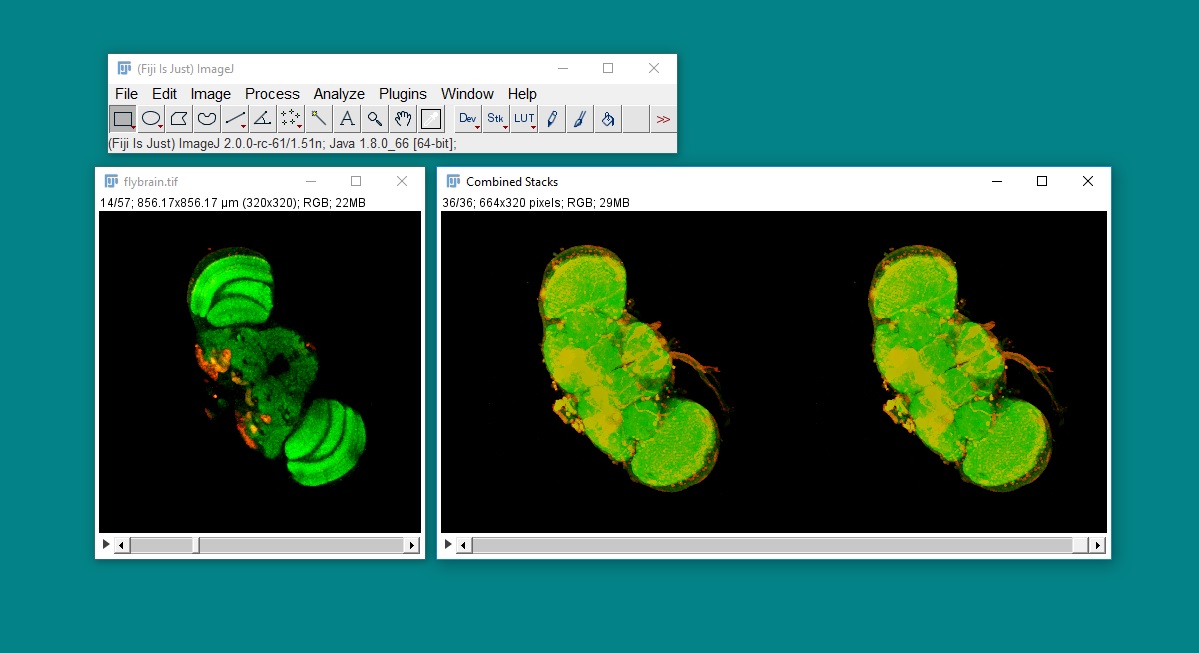 (Fiji Is Just) ImageJ
File Edit Image Process Analyze Plugins Window Help
A Dev Stk LUT >>
(Fiji Is Just) ImageJ 2.0.0-rc-61/1.51n; Java 1.8.0_66 [64-bit];
flybrain.tif
14/57; 856.17x856.17 µm (320x320); RGB; 22MB
Combined Stacks
36/36; 664x320 pixels; RGB; 29MB